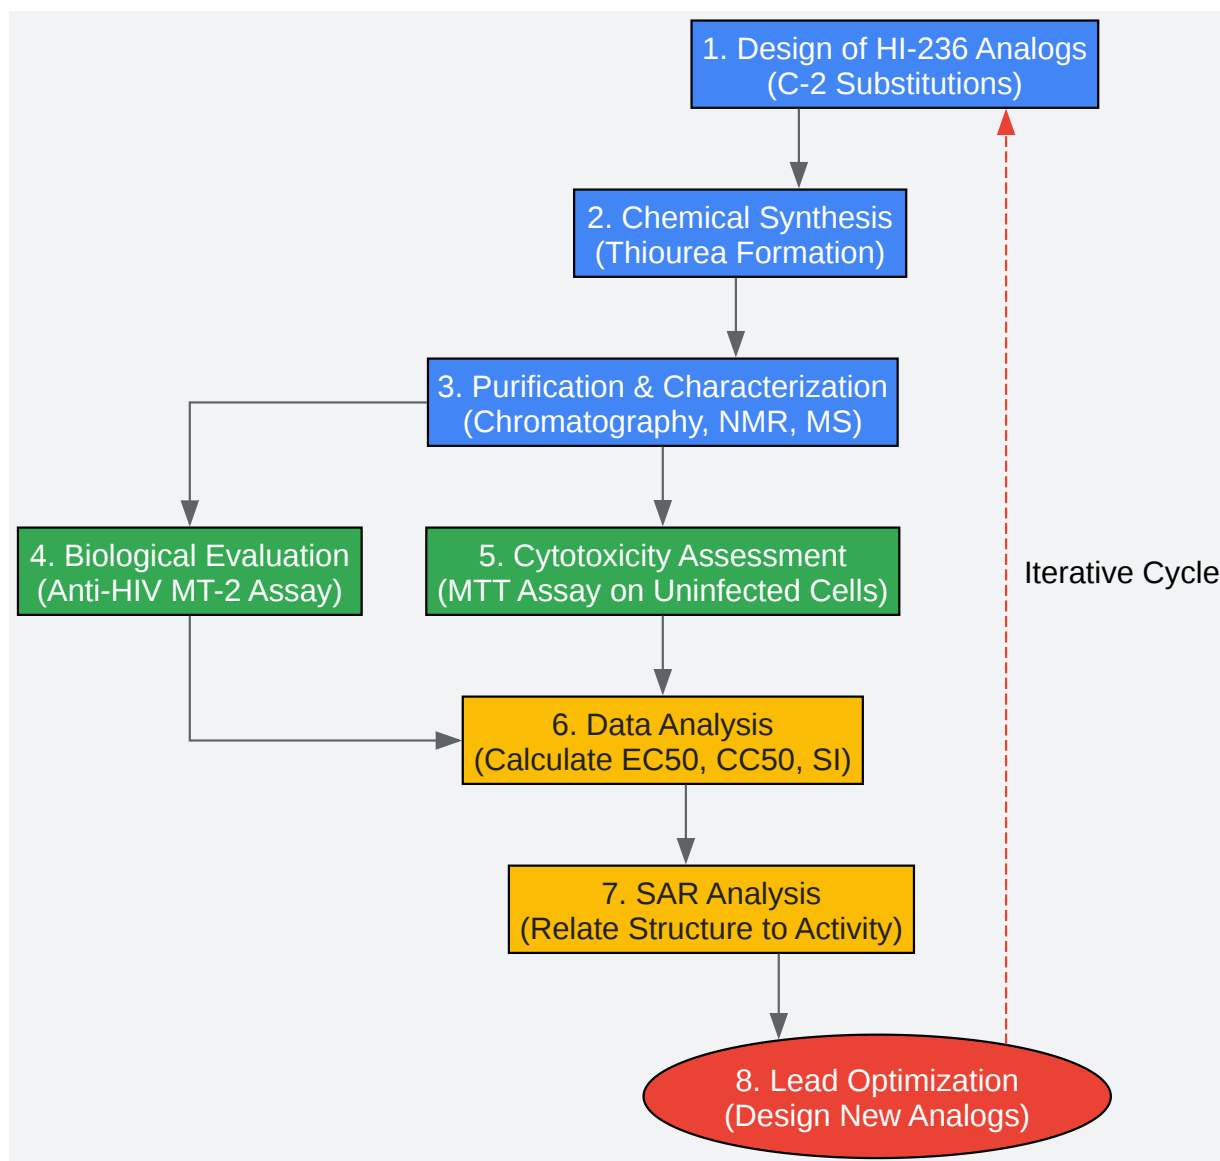 1. Design of HI-236 Analogs
(C-2 Substitutions)
2. Chemical Synthesis
(Thiourea Formation)
3. Purification & Characterization
(Chromatography, NMR, MS)
4. Biological Evaluation
(Anti-HIV MT-2 Assay)
5. Cytotoxicity Assessment
(MTT Assay on Uninfected Cells)
Iterative Cycle
6. Data Analysis
(Calculate EC50, CC50, SI)
7. SAR Analysis
(Relate Structure to Activity)
8. Lead Optimization
(Design New Analogs)